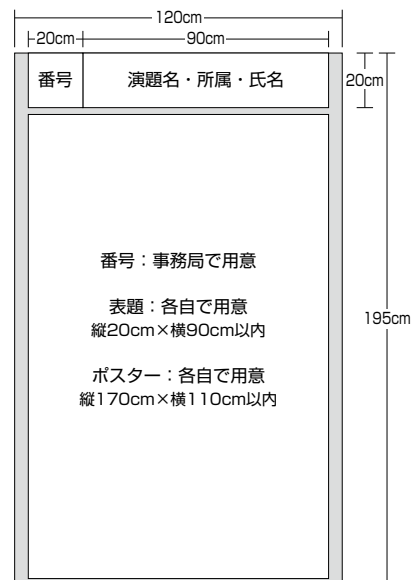 120cm
20cm
90cm
番号
演題名・所属・氏名
20cm
番号：事務局で用意
表題：各自で用意
縦20cm×横90cm以内
ポスター：各自で用意
縦170cm×横110cm以内
195cm